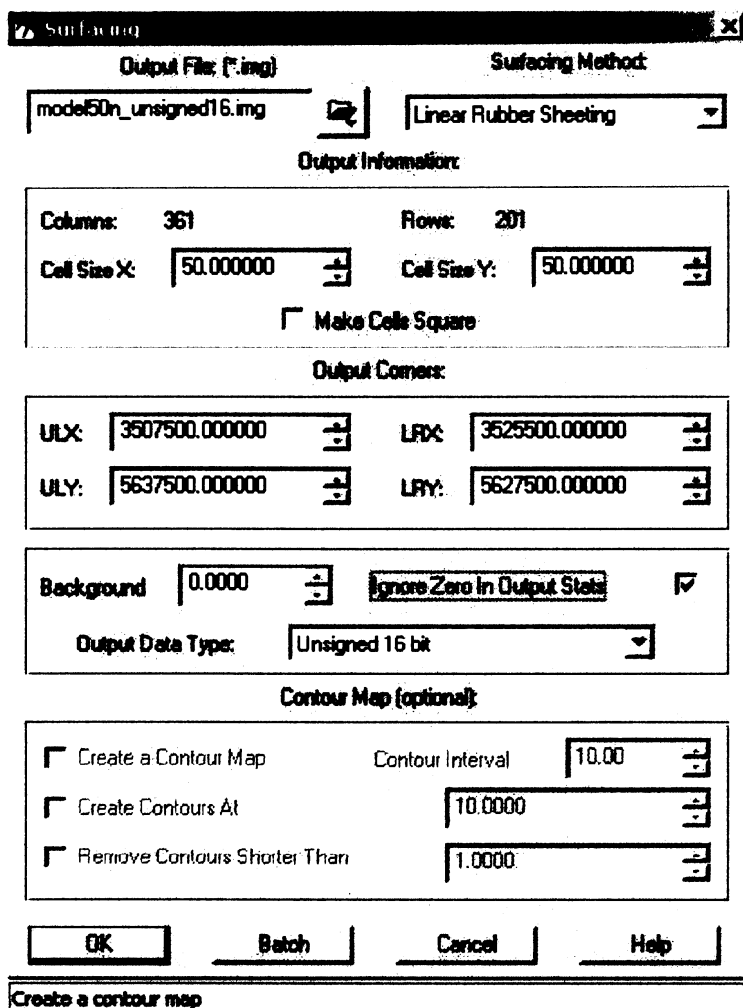 Surfacing
Output File: (*.img)
Surfacing Method:
model50n_unsigned16.img
Linear Rubber Sheeting
Output Information:
Columns: 361 Rows: 201
Cell Size X: 50.000000 Cell Size Y: 50.000000
Make Cells Square
Output Corners:
ULX: 3507500.000000 LRX: 3525500.000000
ULY: 5637500.000000 LRY: 5627500.000000
Background 0.0000 Ignore Zero In Output Stats
Output Data Type: Unsigned 16 bit
Contour Map (optional):
Create a Contour Map Contour Interval 10.00
Create Contours At 10.0000
Remove Contours Shorter Than 1.0000
OK Batch Cancel Help
Create a contour map